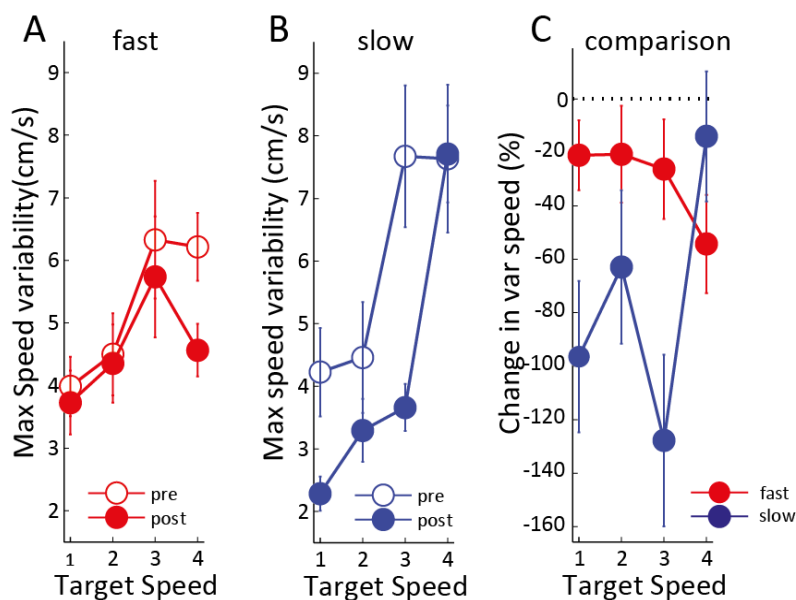 A
fast
Max Speed variability(cm/s)
9
8
7
6
5
4
3
2
pre
post
1 2 3 4
Target Speed
B
slow
Max speed variability (cm/s)
9
8
7
6
5
4
3
2
pre
post
1 2 3 4
Target Speed
C
comparison
Change in var speed (%)
0
-20
-40
-60
-80
-100
-120
-140
-160
fast
slow
1 2 3 4
Target Speed